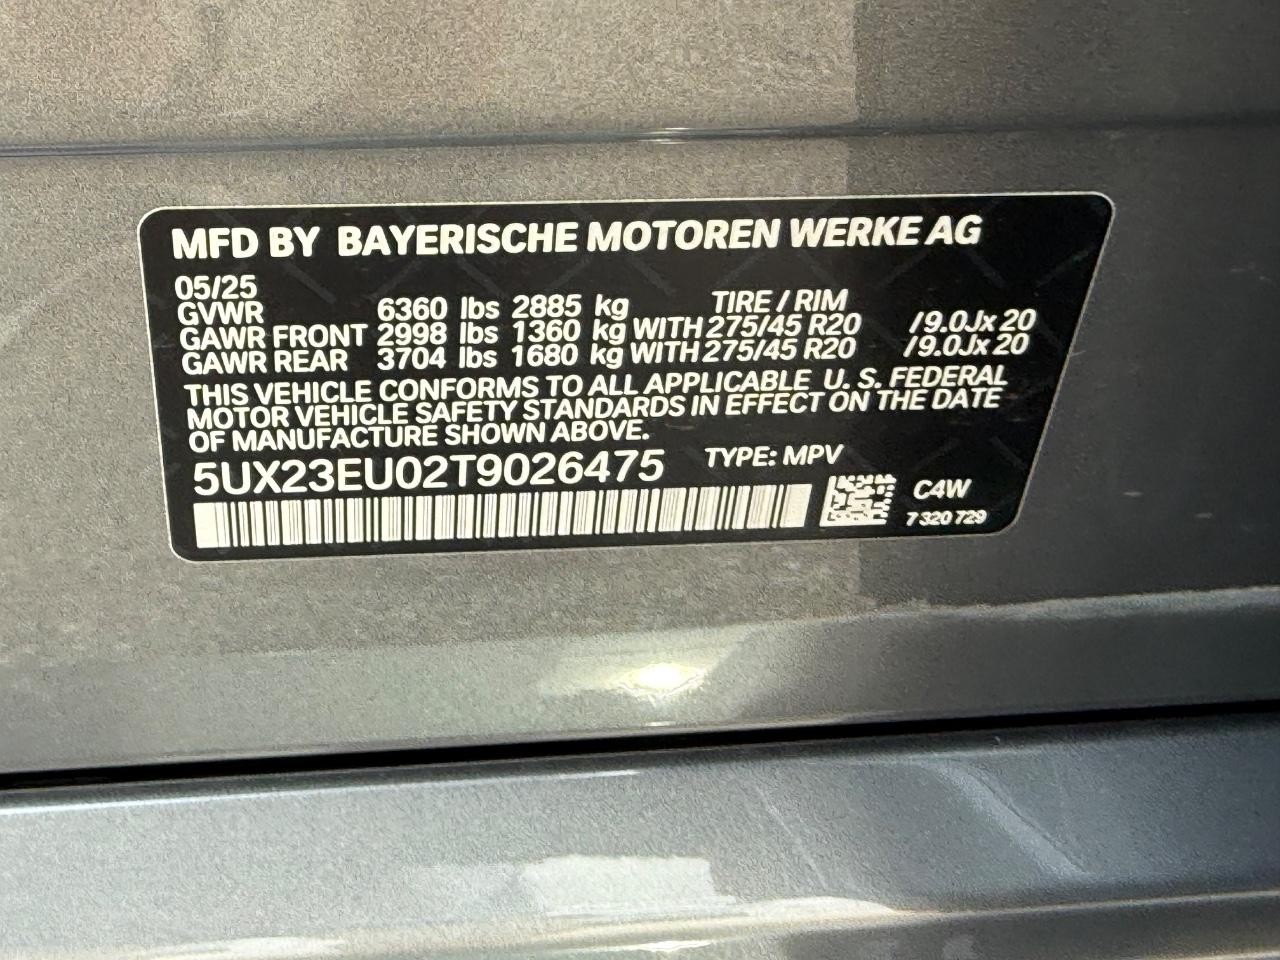 MFD BY BAYERISCHE MOTOREN WERKE AG
05/25
GVWR 6360 lbs 2885 kg TIRE / RIM
GAWR FRONT 2998 lbs 1360 kg WITH 275/45 R20 /9.0Jx 20
GAWR REAR 3704 lbs 1680 kg WITH 275/45 R20 /9.0Jx 20
THIS VEHICLE CONFORMS TO ALL APPLICABLE U. S. FEDERAL
MOTOR VEHICLE SAFETY STANDARDS IN EFFECT ON THE DATE
OF MANUFACTURE SHOWN ABOVE.
5UX23EU02T9026475 TYPE: MPV
C4W
7 320 729